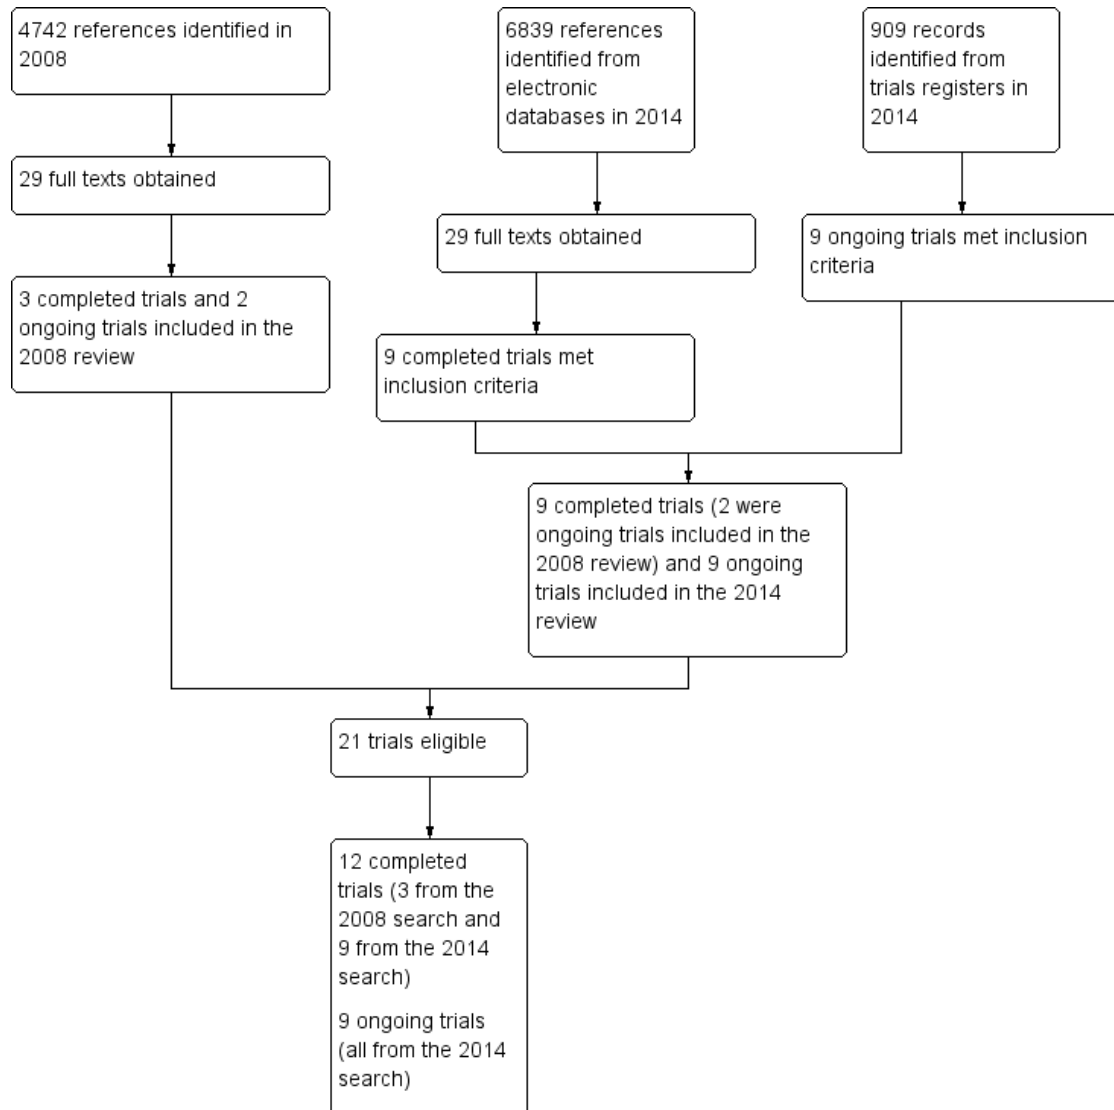 4742 references identified in
2008
6839 references
identified from
electronic
databases in 2014
909 records
identified from
trials registers in
2014
29 full texts obtained
29 full texts obtained
9 ongoing trials met inclusion
criteria
3 completed trials and 2
ongoing trials included in the
2008 review
9 completed trials met
inclusion criteria
9 completed trials (2 were
ongoing trials included in the
2008 review) and 9 ongoing
trials included in the 2014
review
21 trials eligible
12 completed
trials (3 from the
2008 search and
9 from the 2014
search)
9 ongoing trials
(all from the 2014
search)